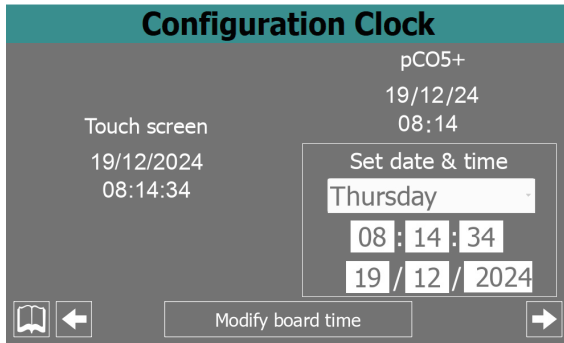 Configuration Clock
pCO5+
19/12/24
08:14
Touch screen
19/12/2024
08:14:34
Set date & time
Thursday
08 : 14 : 34
19 / 12 / 2024
Modify board time